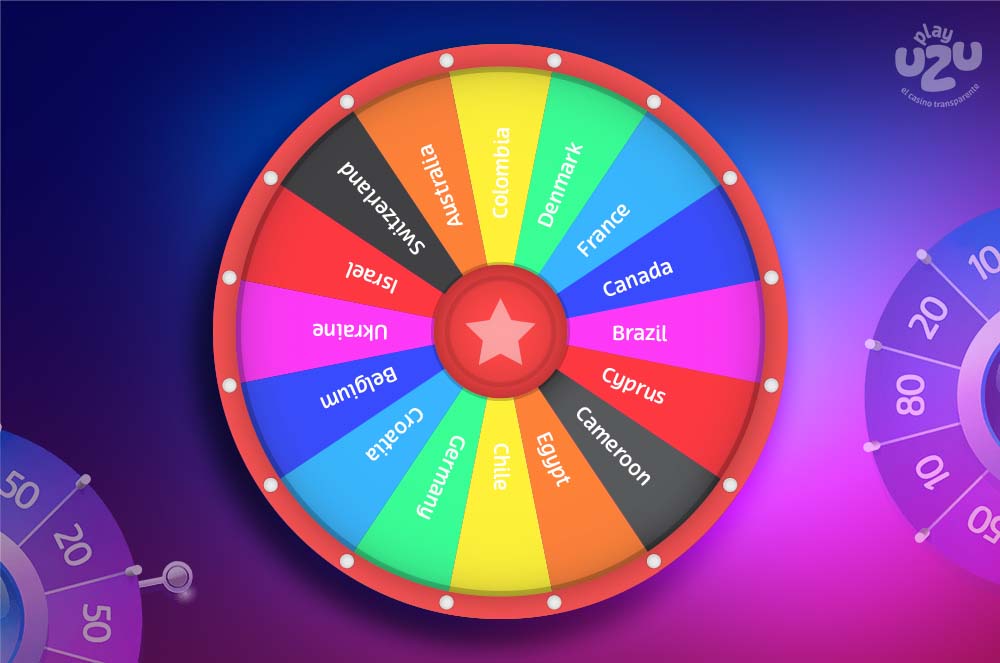 play
uzu
el casino transparente
Colombia
Denmark
France
Canada
Brazil
Cyprus
Cameroon
Egypt
Chile
Germany
Croatia
Belgium
Ukraine
Israel
Switzerland
Australia
10
20
80
10
50
50
20
50